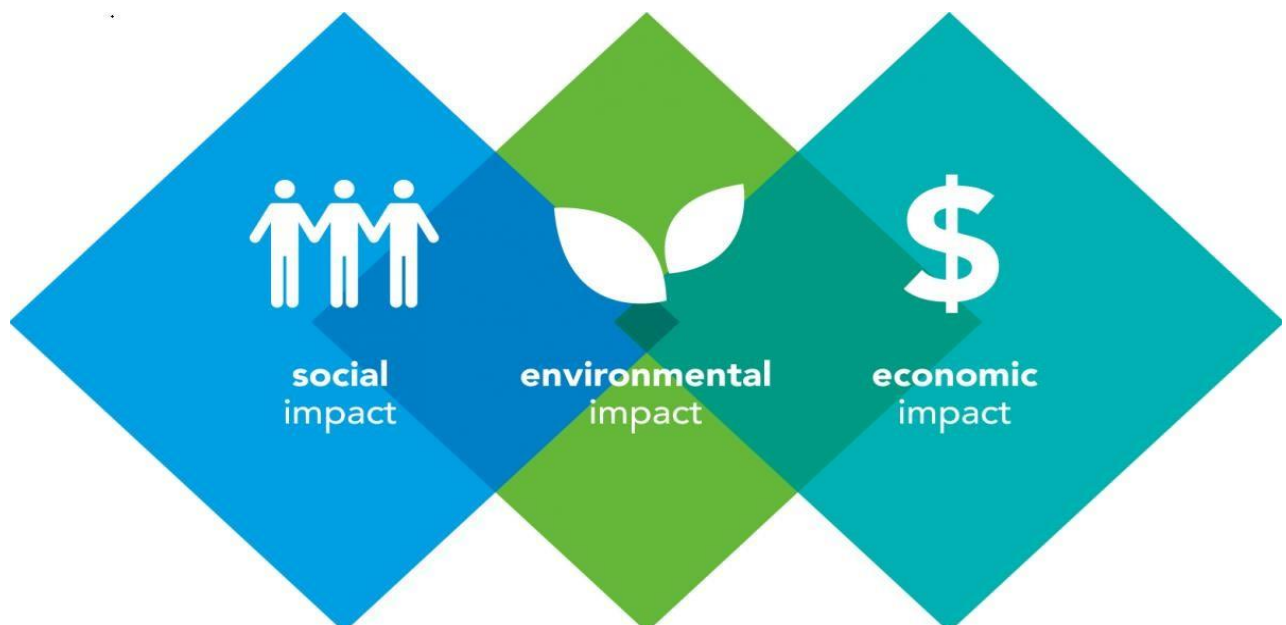 $
social
impact
environmental
impact
economic
impact